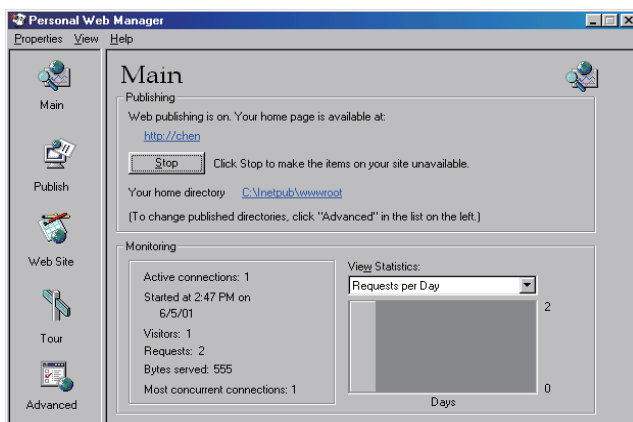 Personal Web Manager
Properties View Help
Main
Publish
Web Site
Tour
Advanced
Main
Publishing
Web publishing is on. Your home page is available at:
http://chen
Stop Click Stop to make the items on your site unavailable.
Your home directory C:\Inetpub\wwwroot
(To change published directories, click "Advanced" in the list on the left.)
Monitoring
Active connections: 1
Started at 2:47 PM on
6/5/01
Visitors: 1
Requests: 2
Bytes served: 555
Most concurrent connections: 1
View Statistics:
Requests per Day
2
0
Days